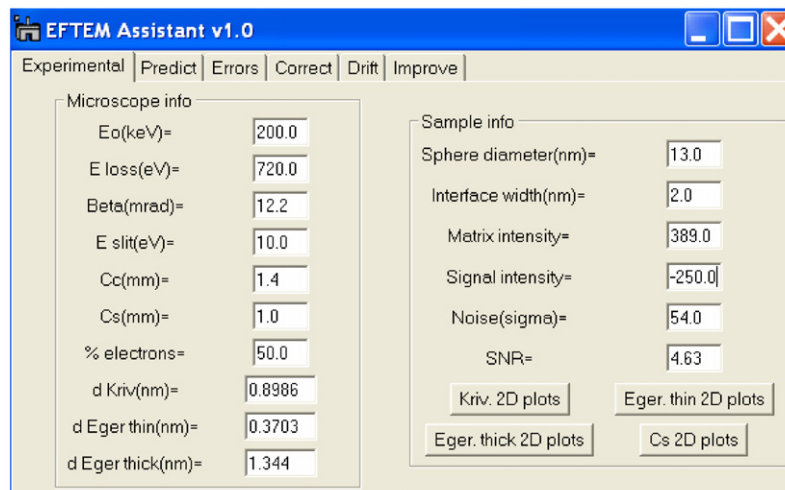 EFTEM Assistant v1.0
Experimental Predict Errors Correct Drift Improve
Microscope info
Eo(keV)= 200.0
E loss(eV)= 720.0
Beta(mrad)= 12.2
E slit(eV)= 10.0
Cc(mm)= 1.4
Cs(mm)= 1.0
% electrons= 50.0
d Kriv(nm)= 0.8986
d Eger thin(nm)= 0.3703
d Eger thick(nm)= 1.344
Sample info
Sphere diameter(nm)= 13.0
Interface width(nm)= 2.0
Matrix intensity= 389.0
Signal intensity= -250.0
Noise(sigma)= 54.0
SNR= 4.63
Kriv. 2D plots Eger. thin 2D plots
Eger. thick 2D plots Cs 2D plots